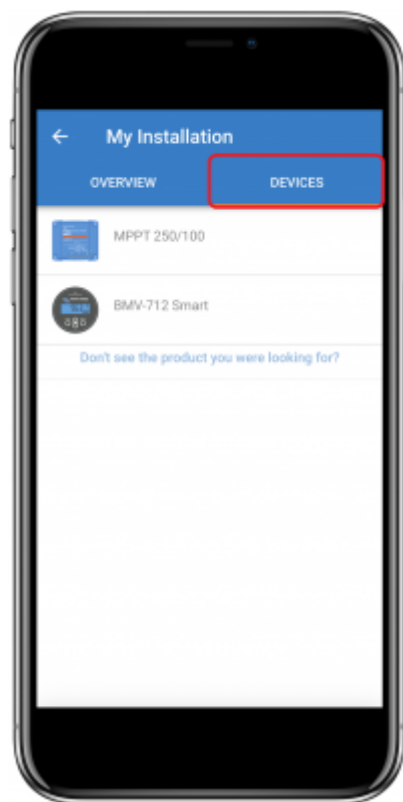 My Installation
OVERVIEW
DEVICES
MPPT 250/100
BMV-712 Smart
Don't see the product you were looking for?